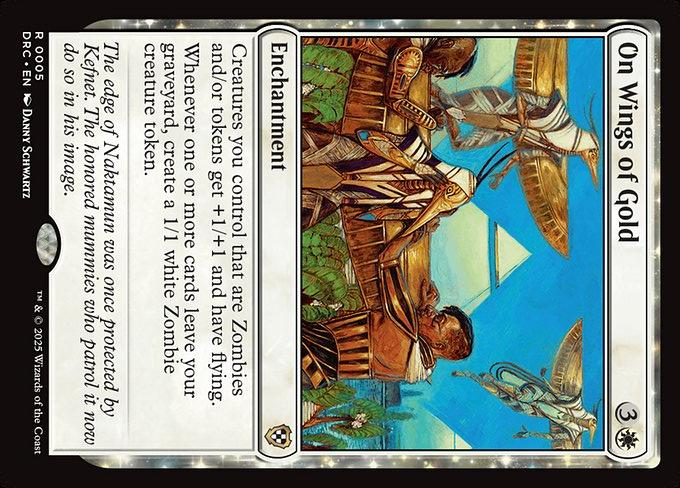 On Wings of Gold
3
Enchantment
Creatures you control that are Zombies
and/or tokens get +1/+1 and have flying.
Whenever one or more cards leave your
graveyard, create a 1/1 white Zombie
creature token.
The edge of Naktamun was once protected by
Kefnet. The honored mummies who patrol it now
do so in his image.
R 0005
DRC • EN Danny Schwartz
™ & © 2025 Wizards of the Coast